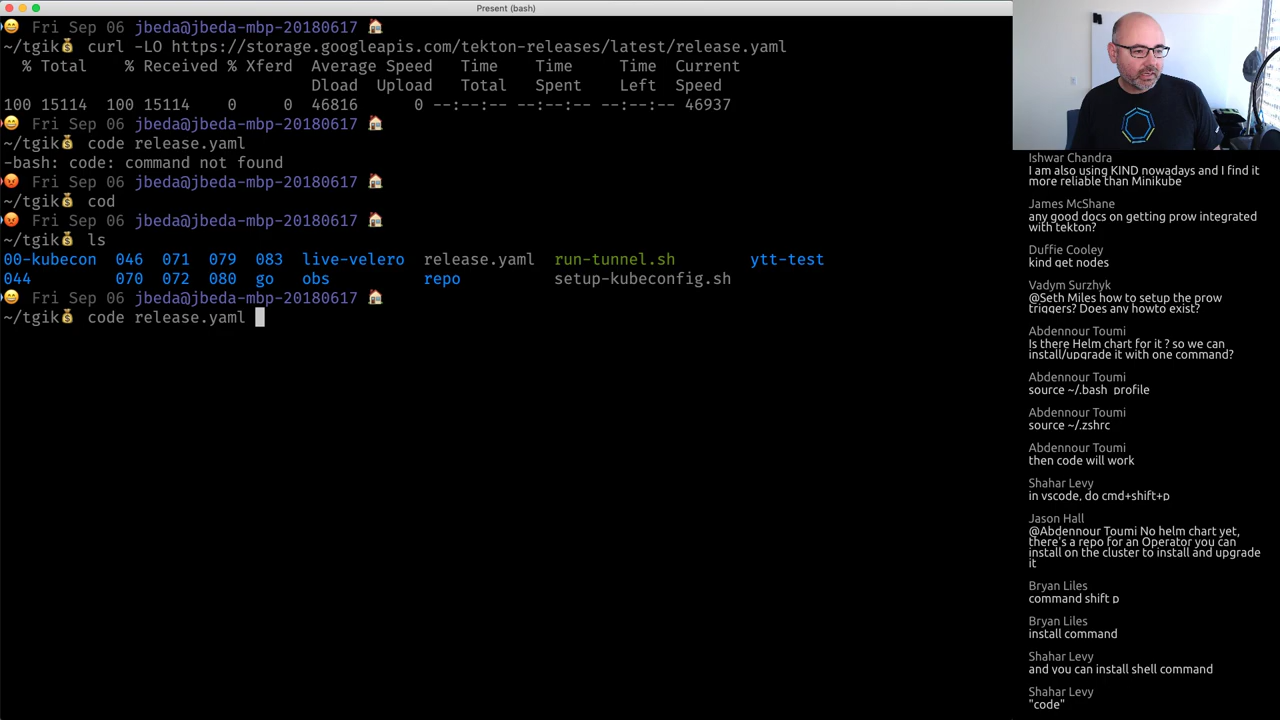 Present (bash)
Fri Sep 06 jbeda@jbeda-mbp-20180617
~/tgik curl -LO https://storage.googleapis.com/tekton-releases/latest/release.yaml
% Total % Received % Xferd Average Speed Time Time Time Current
Dload Upload Total Spent Left Speed
100 15114 100 15114 0 0 46816 0 --:--:-- --:--:-- --:--:-- 46937
Fri Sep 06 jbeda@jbeda-mbp-20180617
~/tgik code release.yaml
-bash: code: command not found
Fri Sep 06 jbeda@jbeda-mbp-20180617
~/tgik cod
Fri Sep 06 jbeda@jbeda-mbp-20180617
~/tgik ls
00-kubecon 046 071 079 083 live-velero release.yaml run-tunnel.sh ytt-test
044 070 072 080 go obs repo setup-kubeconfig.sh
Fri Sep 06 jbeda@jbeda-mbp-20180617
~/tgik code release.yaml
Ishwar Chandra
I am also using KIND nowadays and I find it
more reliable than Minikube
James McShane
any good docs on getting prow integrated
with tekton?
Duffie Cooley
kind get nodes
Vadym Surzhyk
@Seth Miles how to setup the prow
triggers? Does any howto exist?
Abdennour Toumi
Is there Helm chart for it ? so we can
install/upgrade it with one command?
Abdennour Toumi
source ~/.bash_profile
Abdennour Toumi
source ~/.zshrc
Abdennour Toumi
then code will work
Shahar Levy
in vscode, do cmd+shift+p
Jason Hall
@Abdennour Toumi No helm chart yet,
there's a repo for an Operator you can
install on the cluster to install and upgrade
it
Bryan Liles
command shift p
Bryan Liles
install command
Shahar Levy
and you can install shell command
Shahar Levy
"code"